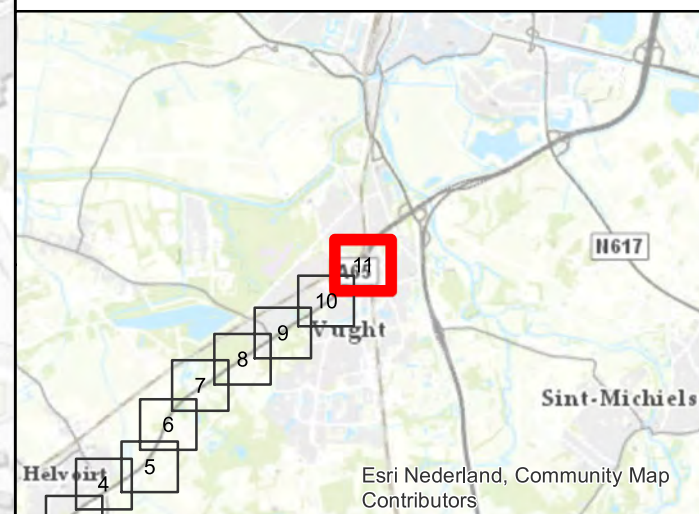 N617
11
10
Vught
9
8
7
Sint-Michiels
6
5
Helvoirt
4
Esri Nederland, Community Map
Contributors